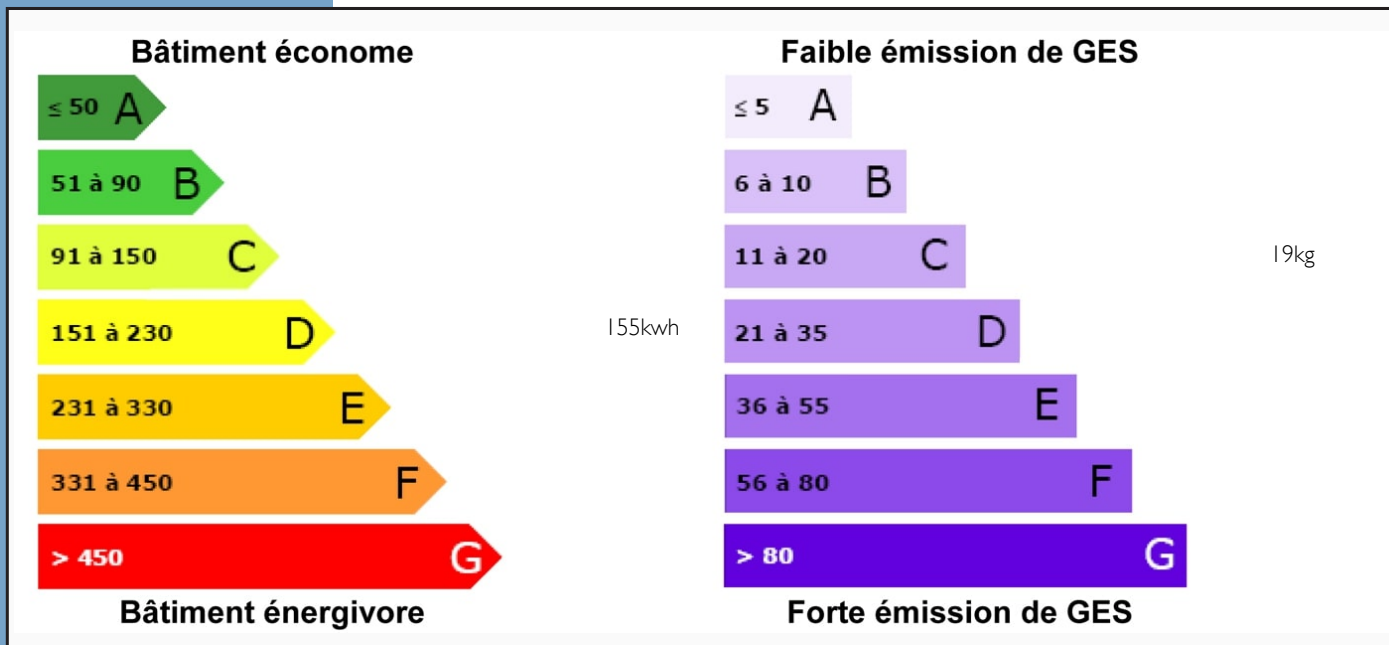 Bâtiment économe
≤ 50 A
51 à 90 B
91 à 150 C
151 à 230 D
155kwh
231 à 330 E
331 à 450 F
> 450 G
Bâtiment énergivore
Faible émission de GES
≤ 5 A
6 à 10 B
11 à 20 C
19kg
21 à 35 D
36 à 55 E
56 à 80 F
> 80 G
Forte émission de GES